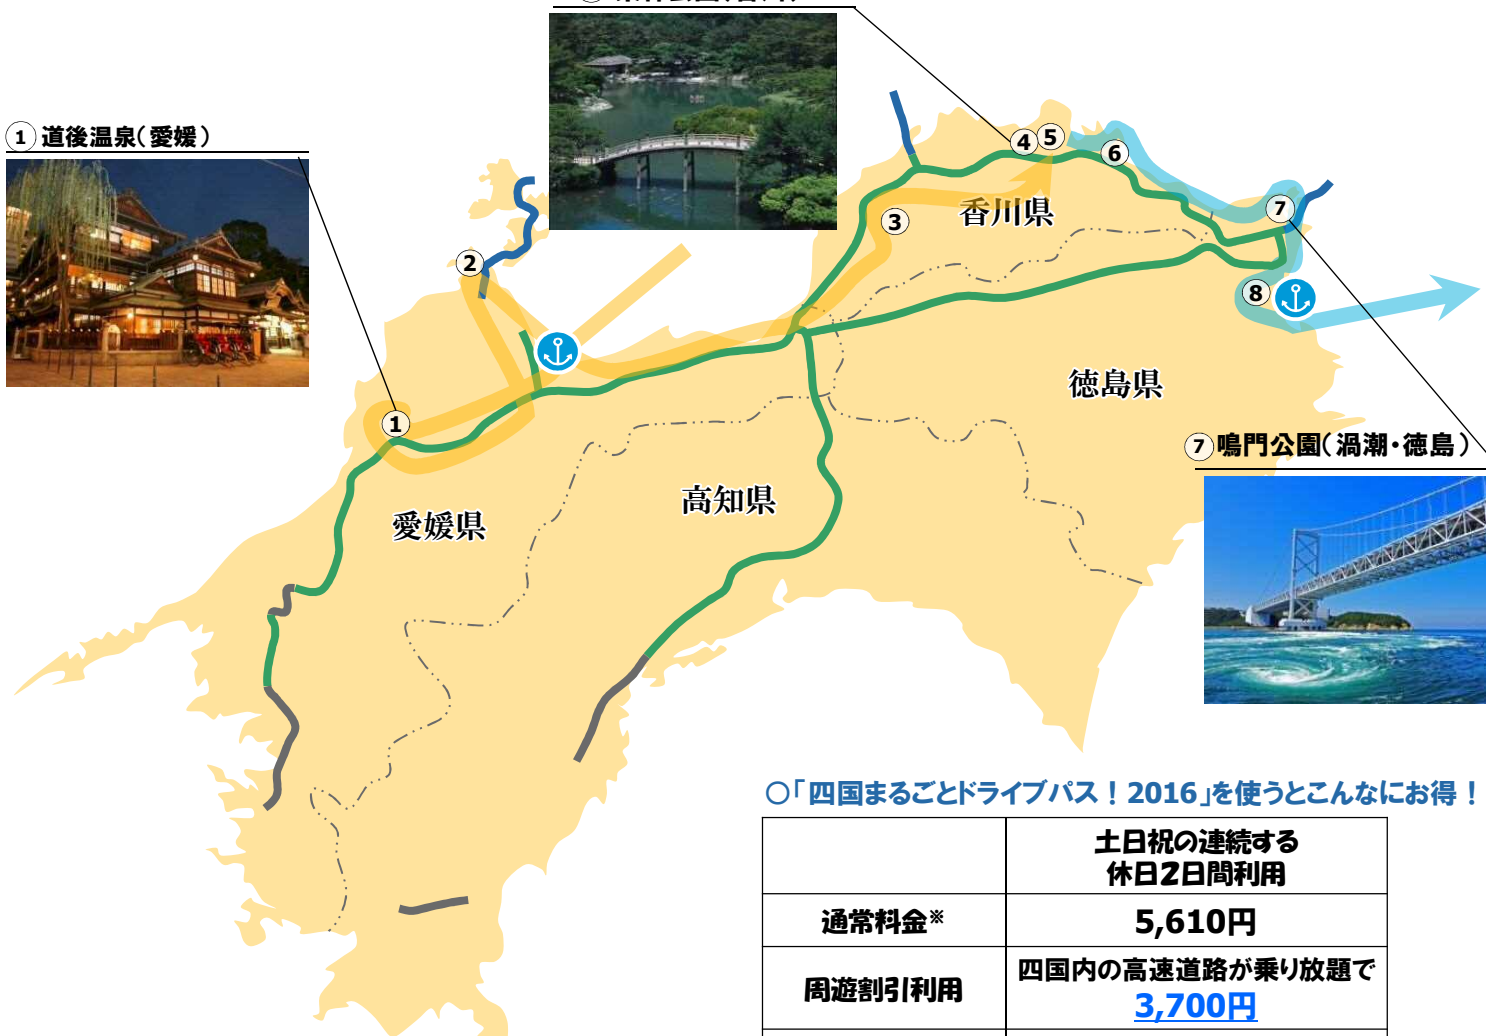 ① 道後温泉(愛媛)
④
⑤
⑥
⑦
③
香川県
②
⑧
徳島県
①
⑦ 鳴門公園(渦潮・徳島)
高知県
愛媛県
○「四国まるごとドライブパス！2016」を使うとこんなにお得！
土日祝の連続する
休日2日間利用
通常料金※
5,610円
周遊割引利用
四国内の高速道路が乗り放題で
3,700円